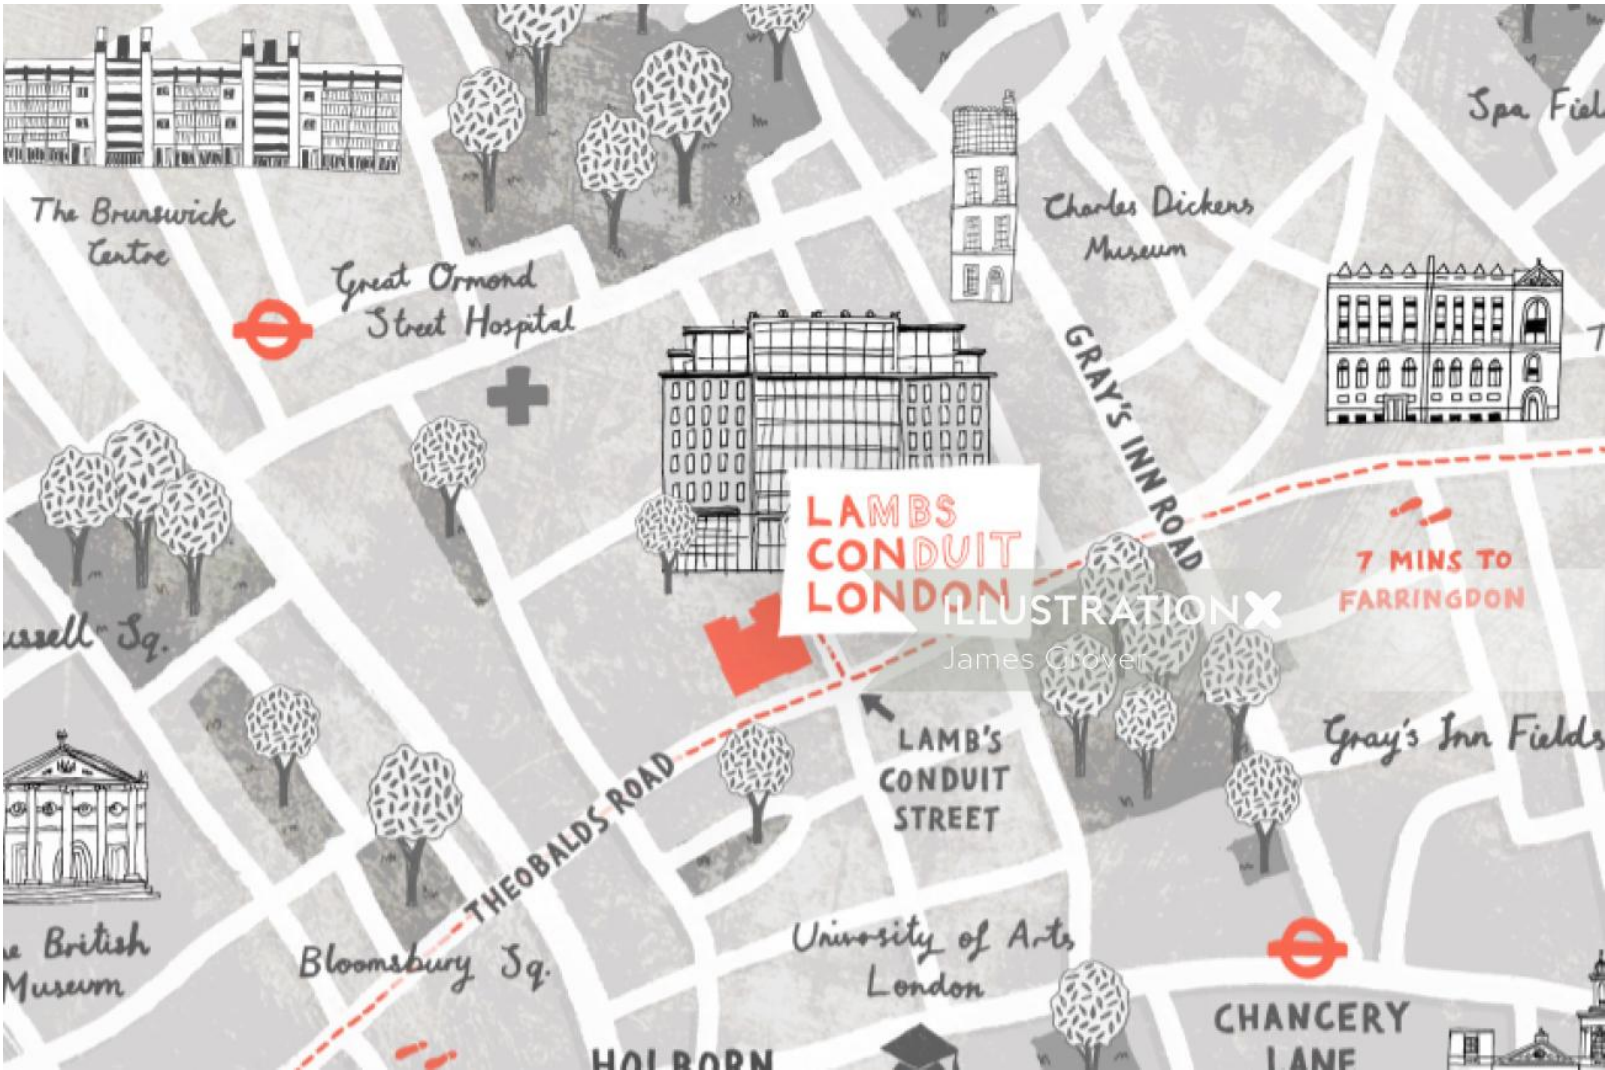 Spa Fiel
The Brunswick
Centre
Charles Dickens
Museum
Great Ormond
Street Hospital
GRAY'S INN ROAD
LAMBS
CONDUIT
LONDON
7 MINS TO
FARRINGDON
ILLUSTRATIONX
James Grover
ussell Sq.
LAMB'S
CONDUIT
STREET
Gray's Inn Fields
THEOBALDS ROAD
e British
Museum
Bloomsbury Sq.
University of Arts
London
CHANCERY
LANE
HOLBORN